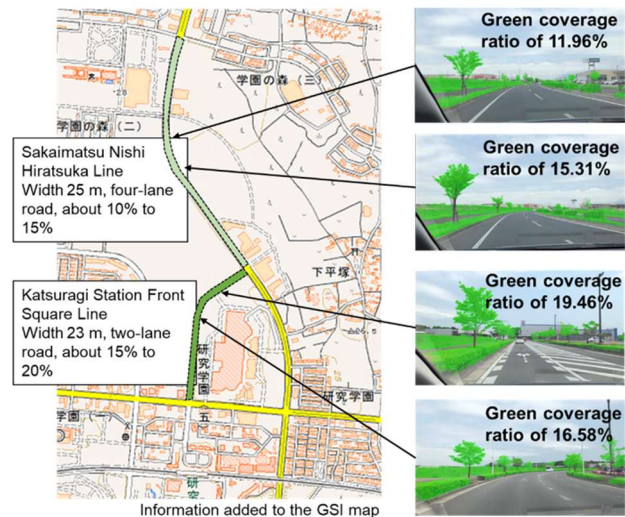 Green coverage
ratio of 11.96%
学園の森（三）
学園の森（二）
Sakaimatsu Nishi
Hiratsuka Line
Width 25 m, four-lane
road, about 10% to
15%
Green coverage
ratio of 15.31%
下平塚
Katsuragi Station Front
Square Line
Width 23 m, two-lane
road, about 15% to
20%
Green coverage
ratio of 19.46%
研究学園（五）
研究学園
Green coverage
ratio of 16.58%
Information added to the GSI map